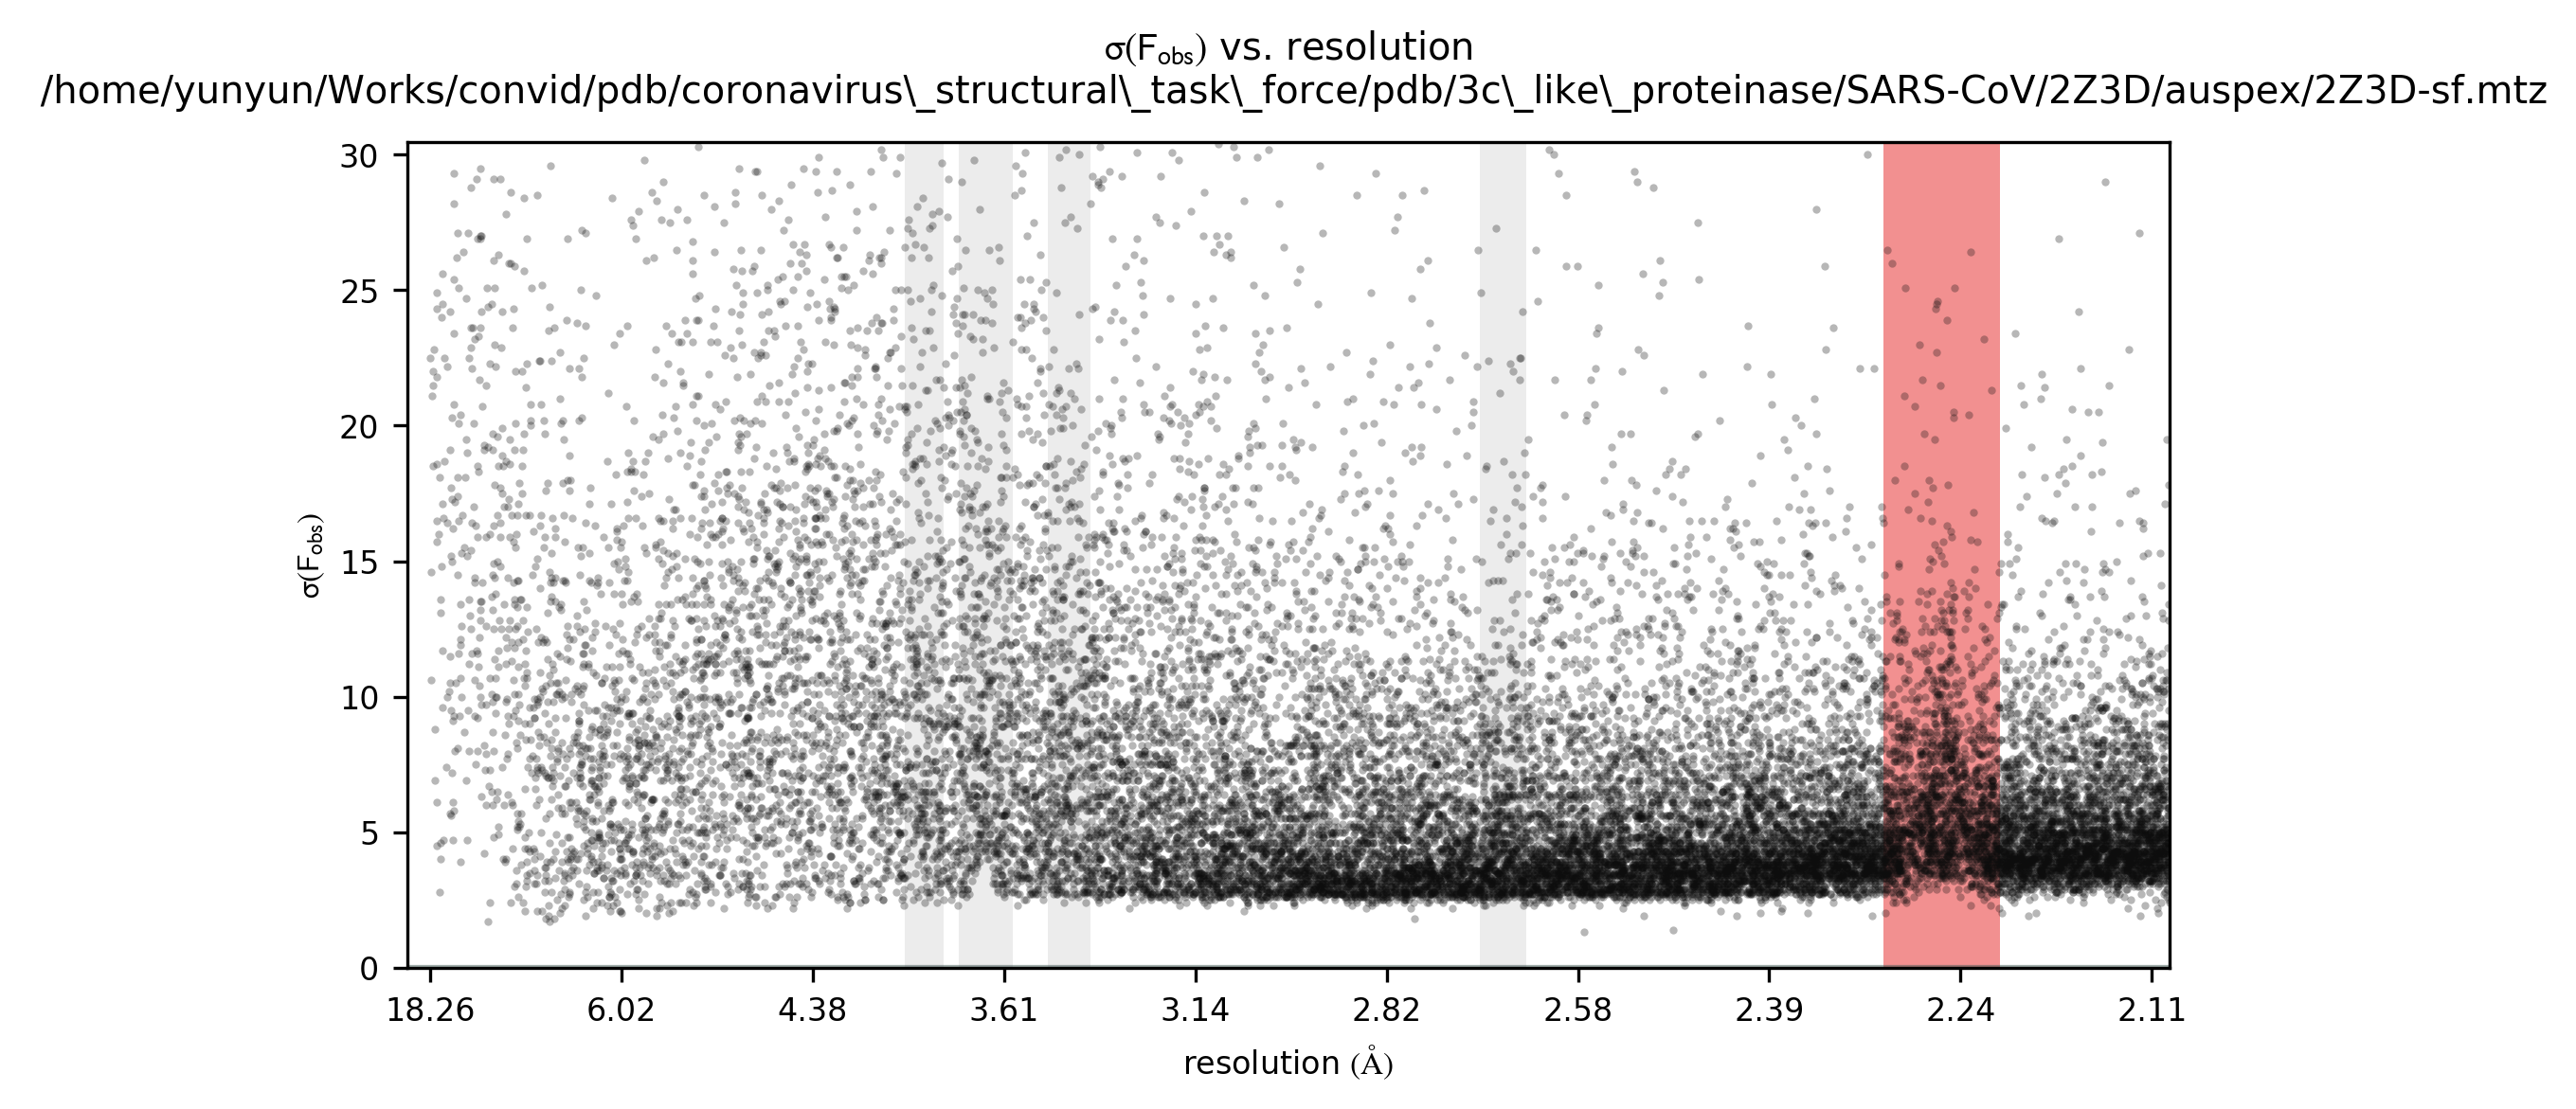 σ(Fobs) vs. resolution
/home/yunyun/Works/convid/pdb/coronavirus\_structural\_task\_force/pdb/3c\_like\_proteinase/SARS-CoV/2Z3D/auspex/2Z3D-sf.mtz
30
25
20
15
10
5
0
σ(Fobs)
18.26 6.02 4.38 3.61 3.14 2.82 2.58 2.39 2.24 2.11
resolution (Å)